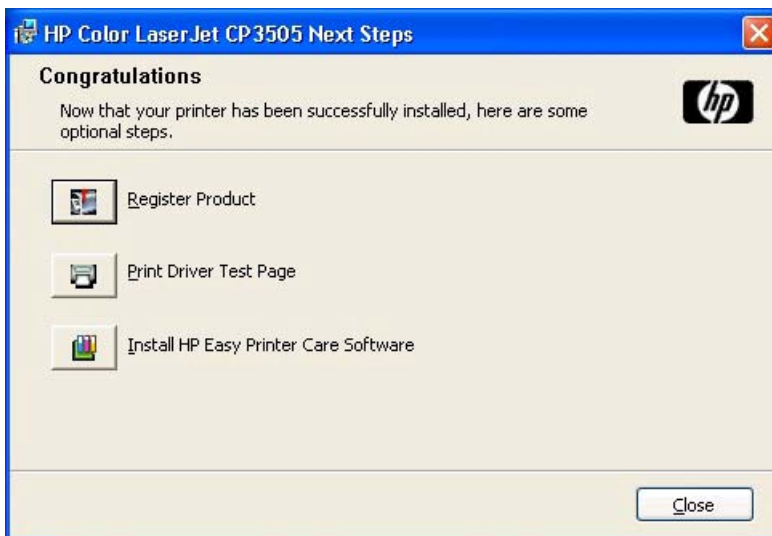 HP Color LaserJet CP3505 Next Steps
Congratulations
Now that your printer has been successfully installed, here are some
optional steps.
hp
Register Product
Print Driver Test Page
Install HP Easy Printer Care Software
Close